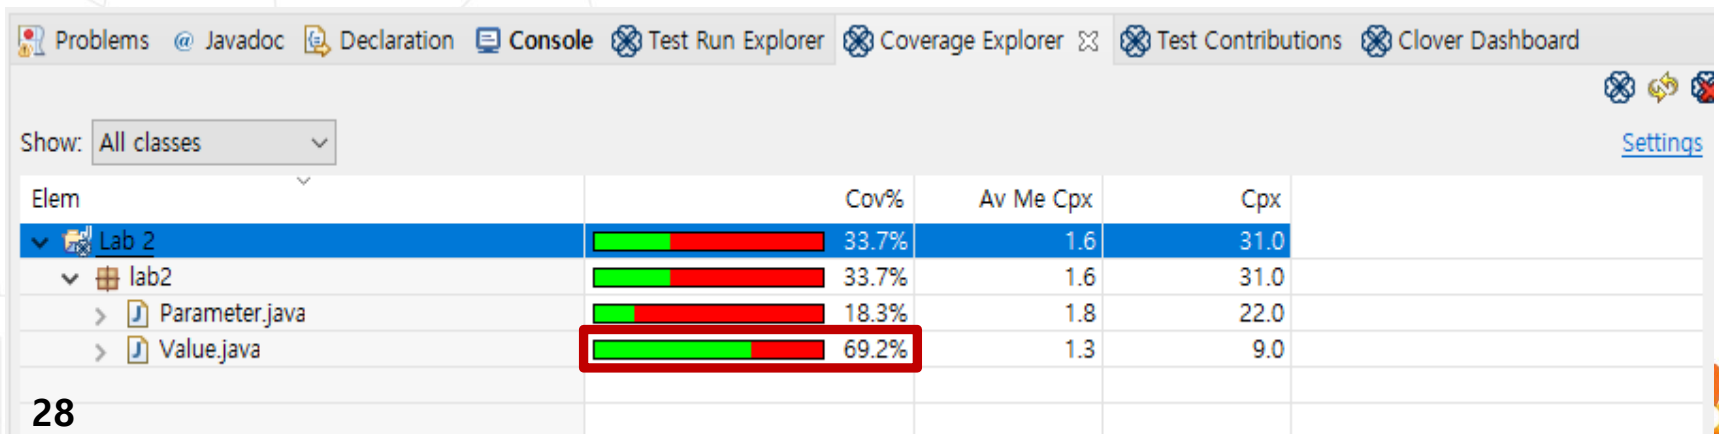 Problems @ Javadoc Declaration Console Test Run Explorer Coverage Explorer Test Contributions Clover Dashboard
Show: All classes Settings
Elem Cov% Av Me Cpx Cpx
Lab 2 33.7% 1.6 31.0
lab2 33.7% 1.6 31.0
Parameter.java 18.3% 1.8 22.0
Value.java 69.2% 1.3 9.0
28